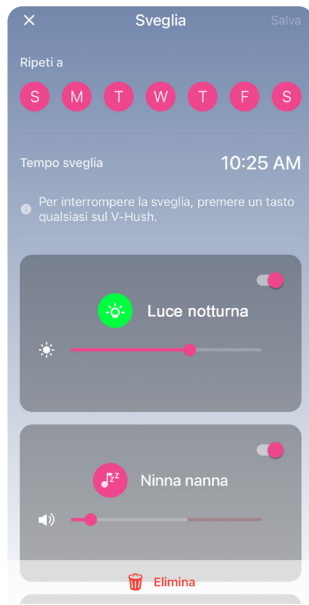 Sveglia Salva
Ripeti a
S M T W T F S
Tempo sveglia 10:25 AM
Per interrompere la sveglia, premere un tasto
qualsiasi sul V-Hush.
Luce notturna
zz
Ninna nanna
Elimina